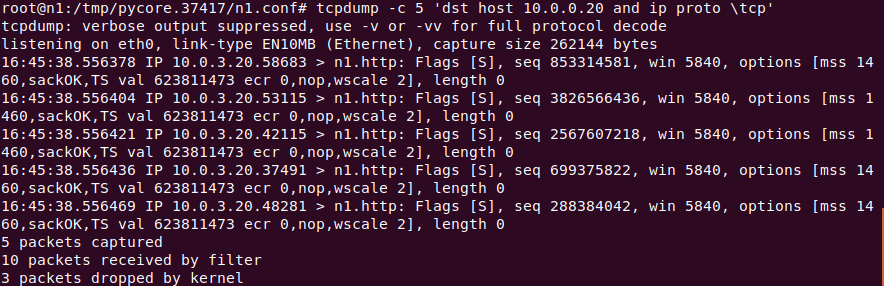 root@n1:/tmp/pycore.37417/n1.conf# tcpdump -c 5 'dst host 10.0.0.20 and ip proto \tcp'
tcpdump: verbose output suppressed, use -v or -vv for full protocol decode
listening on eth0, link-type EN10MB (Ethernet), capture size 262144 bytes
16:45:38.556378 IP 10.0.3.20.58683 > n1.http: Flags [S], seq 853314581, win 5840, options [mss 14
60,sackOK,TS val 623811473 ecr 0,nop,wscale 2], length 0
16:45:38.556404 IP 10.0.3.20.53115 > n1.http: Flags [S], seq 3826566436, win 5840, options [mss 1
460,sackOK,TS val 623811473 ecr 0,nop,wscale 2], length 0
16:45:38.556421 IP 10.0.3.20.42115 > n1.http: Flags [S], seq 2567607218, win 5840, options [mss 1
460,sackOK,TS val 623811473 ecr 0,nop,wscale 2], length 0
16:45:38.556436 IP 10.0.3.20.37491 > n1.http: Flags [S], seq 699375822, win 5840, options [mss 14
60,sackOK,TS val 623811473 ecr 0,nop,wscale 2], length 0
16:45:38.556469 IP 10.0.3.20.48281 > n1.http: Flags [S], seq 288384042, win 5840, options [mss 14
60,sackOK,TS val 623811473 ecr 0,nop,wscale 2], length 0
5 packets captured
10 packets received by filter
3 packets dropped by kernel